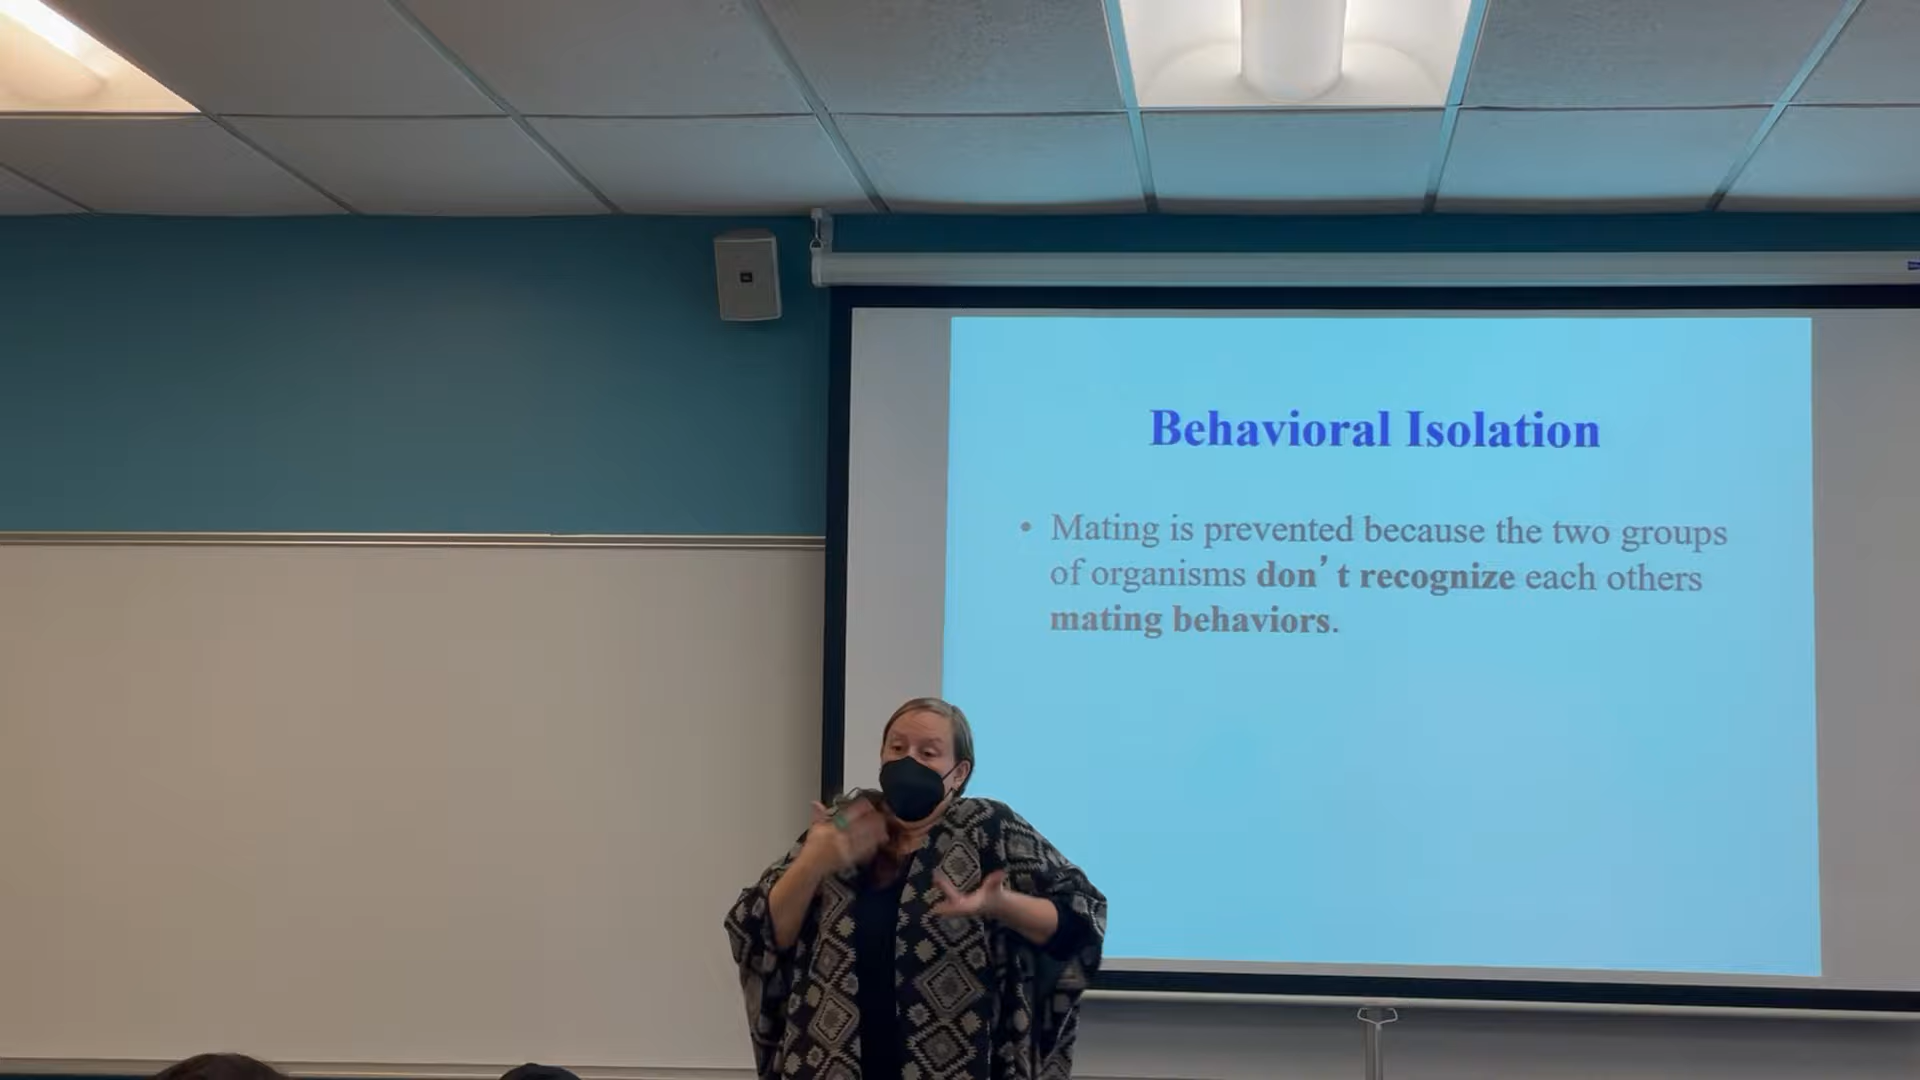 Behavioral Isolation
• Mating is prevented because the two groups
of organisms don’t recognize each others
mating behaviors.